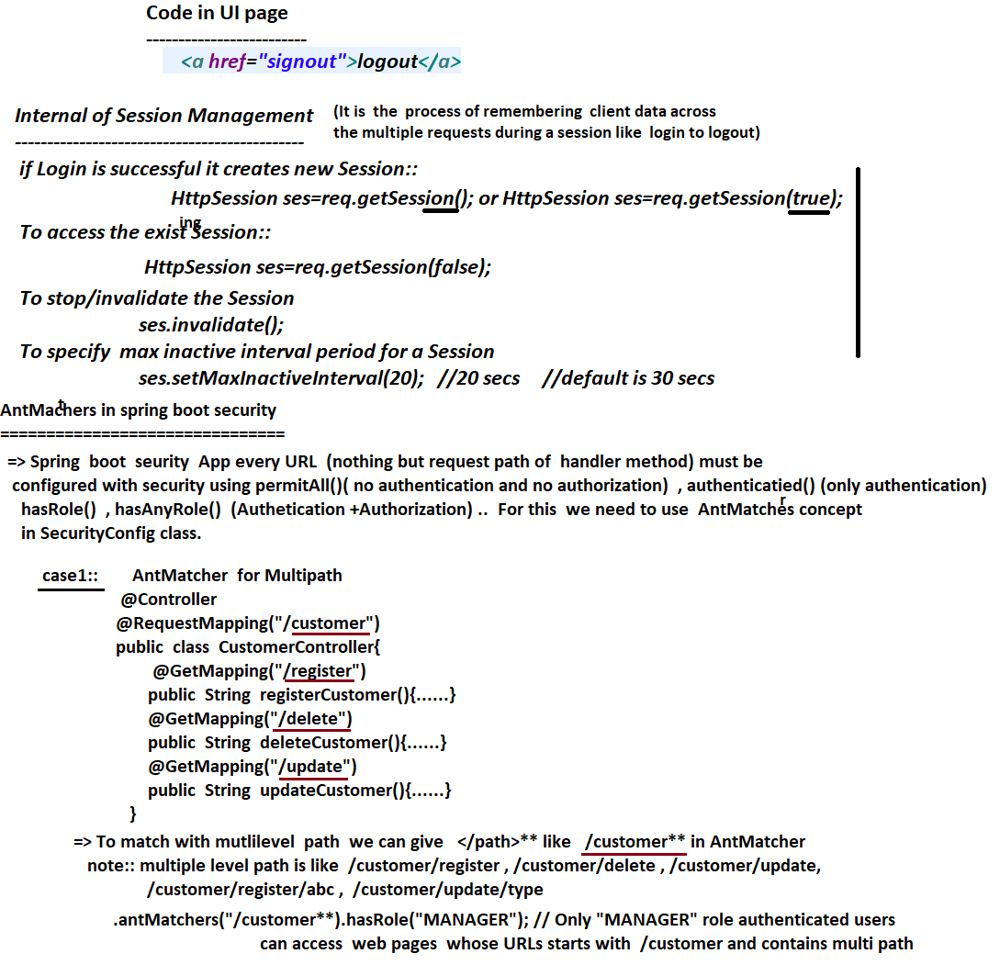 Code in UI page
-------------------------
<a href="signout">logout</a>
Internal of Session Management (It is the process of remembering client data across
the multiple requests during a session like login to logout)
---------------------------------------------
if Login is successful it creates new Session::
HttpSession ses=req.getSession(); or HttpSession ses=req.getSession(true);
ing
To access the exist Session::
HttpSession ses=req.getSession(false);
To stop/invalidate the Session
ses.invalidate();
To specify max inactive interval period for a Session
ses.setMaxInactiveInterval(20); //20 secs //default is 30 secs
t
AntMachers in spring boot security
===============================
=> Spring boot seurity App every URL (nothing but request path of handler method) must be
configured with security using permitAll()( no authentication and no authorization) , authenticatied() (only authentication)
r
hasRole() , hasAnyRole() (Authetication +Authorization) .. For this we need to use AntMatches concept
in SecurityConfig class.
case1:: AntMatcher for Multipath
@Controller
@RequestMapping("/customer")
public class CustomerController{
@GetMapping("/register")
public String registerCustomer(){......}
@GetMapping("/delete")
public String deleteCustomer(){......}
@GetMapping("/update")
public String updateCustomer(){......}
}
=> To match with mutlilevel path we can give </path>** like /customer** in AntMatcher
note:: multiple level path is like /customer/register , /customer/delete , /customer/update,
/customer/register/abc , /customer/update/type
.antMatchers("/customer**).hasRole("MANAGER"); // Only "MANAGER" role authenticated users
can access web pages whose URLs starts with /customer and contains multi path